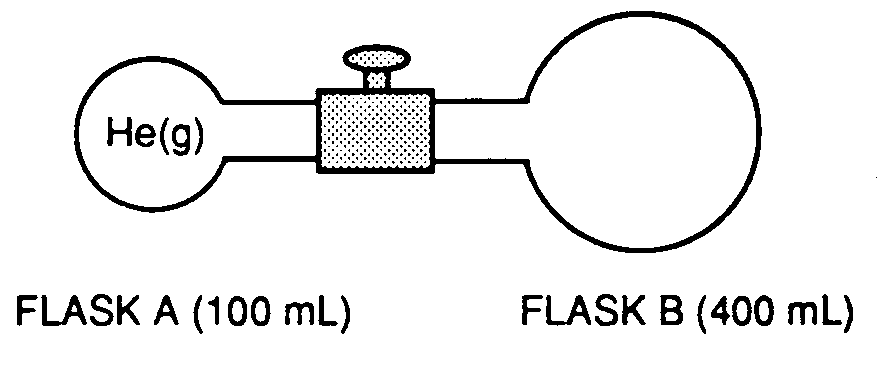 He(g)
FLASK A (100 mL)
FLASK B (400 mL)